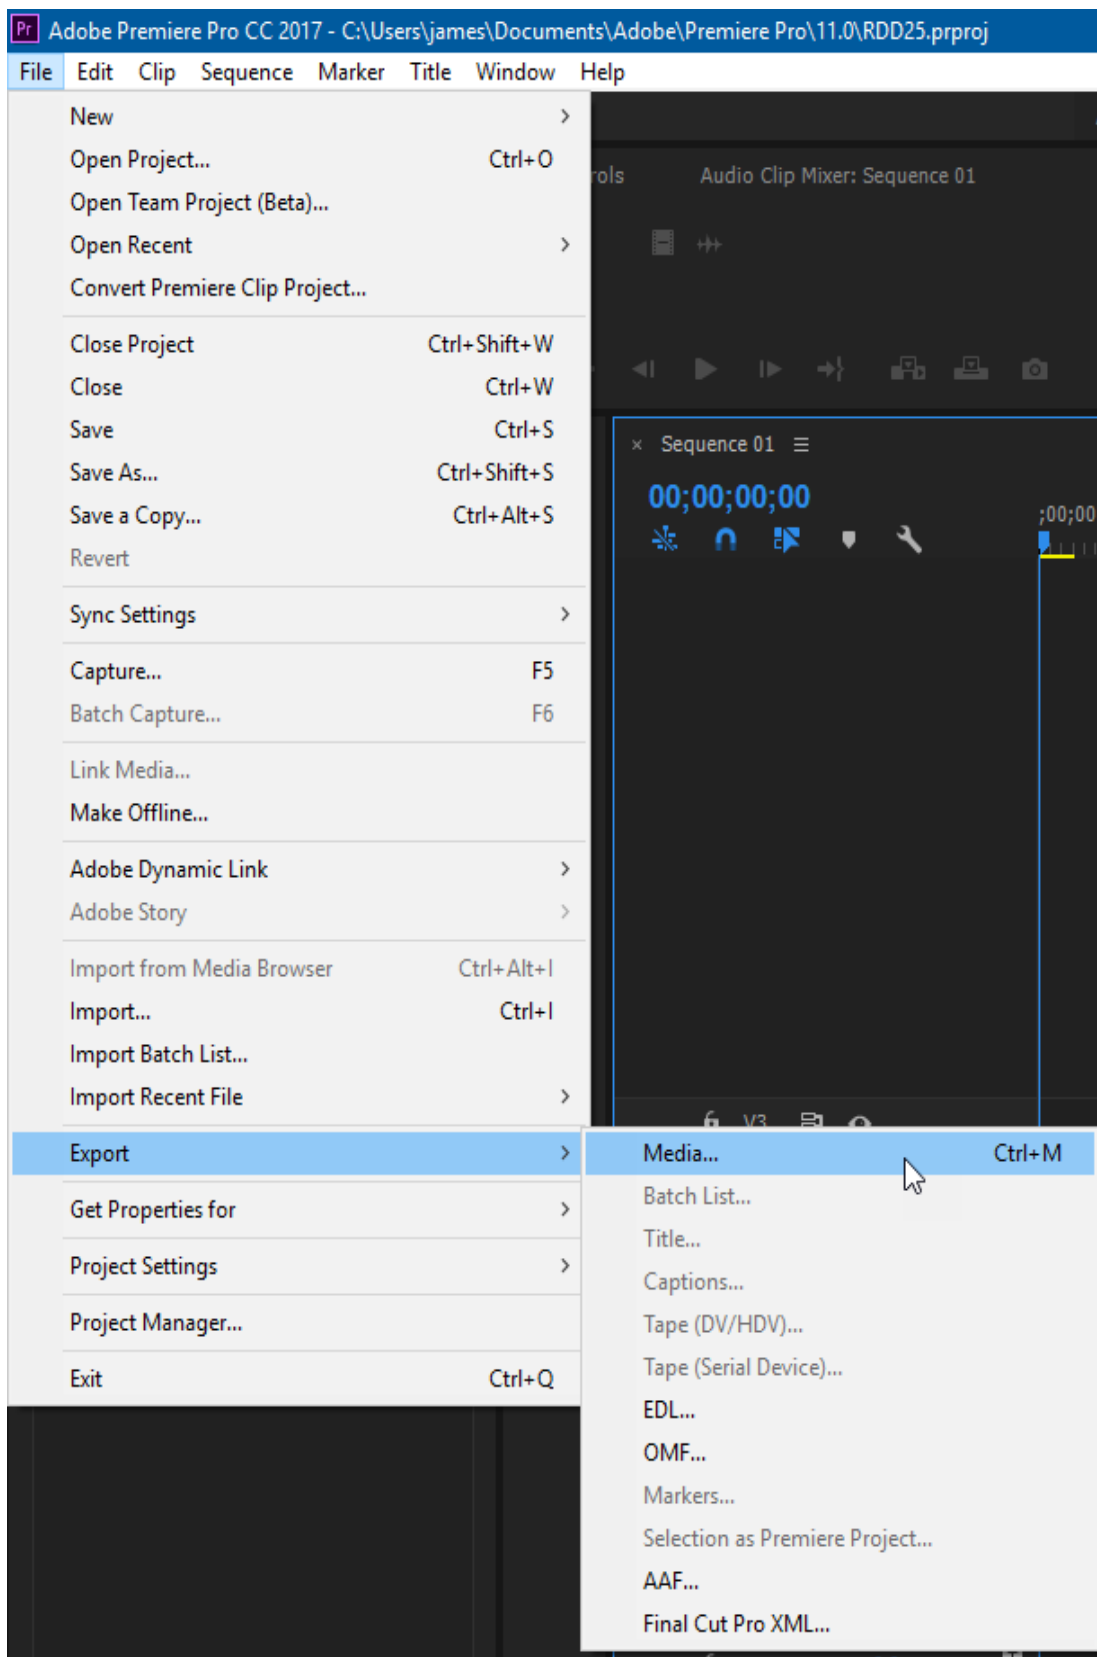 Pr Adobe Premiere Pro CC 2017 - C:\Users\james\Documents\Adobe\Premiere Pro\11.0\RDD25.prproj
File Edit Clip Sequence Marker Title Window Help
New
Open Project... Ctrl+O
Open Team Project (Beta)...
Open Recent
Convert Premiere Clip Project...
Close Project Ctrl+Shift+W
Close Ctrl+W
Save Ctrl+S
Save As... Ctrl+Shift+S
Save a Copy... Ctrl+Alt+S
Revert
Sync Settings
Capture... F5
Batch Capture... F6
Link Media...
Make Offline...
Adobe Dynamic Link
Adobe Story
Import from Media Browser Ctrl+Alt+I
Import... Ctrl+I
Import Batch List...
Import Recent File
Export
Get Properties for
Project Settings
Project Manager...
Exit Ctrl+Q
rols Audio Clip Mixer: Sequence 01
× Sequence 01
00;00;00;00
;00;00
V3
Media... Ctrl+M
Batch List...
Title...
Captions...
Tape (DV/HDV)...
Tape (Serial Device)...
EDL...
OMF...
Markers...
Selection as Premiere Project...
AAF...
Final Cut Pro XML...